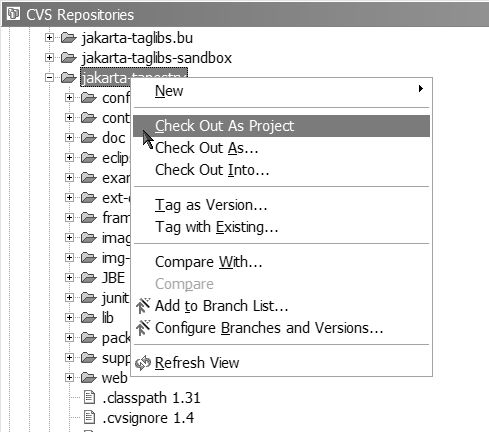 CVS Repositories
jakarta-taglibs.bu
jakarta-taglibs-sandbox
jakarta-tapestry
conf
New
cont
Check Out As Project
doc
Check Out As...
eclips
Check Out Into...
exar
ext-
Tag as Version...
fram
Tag with Existing...
imag
img-
Compare With...
JBE
Compare
junit
Add to Branch List...
lib
Configure Branches and Versions...
pack
supp
Refresh View
web
.classpath 1.31
.cvsignore 1.4